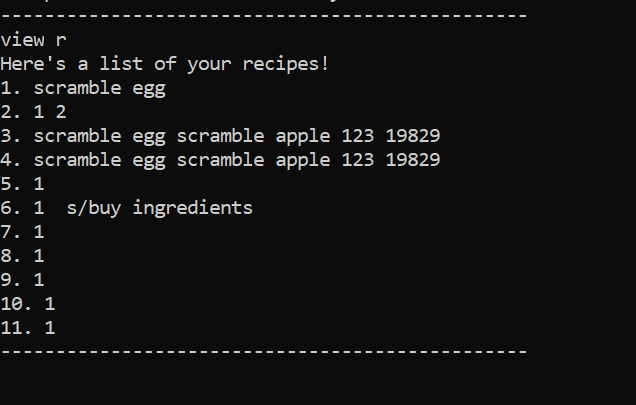 ------------------------------------------------
view r
Here's a list of your recipes!
1. scramble egg
2. 1 2
3. scramble egg scramble apple 123 19829
4. scramble egg scramble apple 123 19829
5. 1
6. 1  s/buy ingredients
7. 1
8. 1
9. 1
10. 1
11. 1
------------------------------------------------